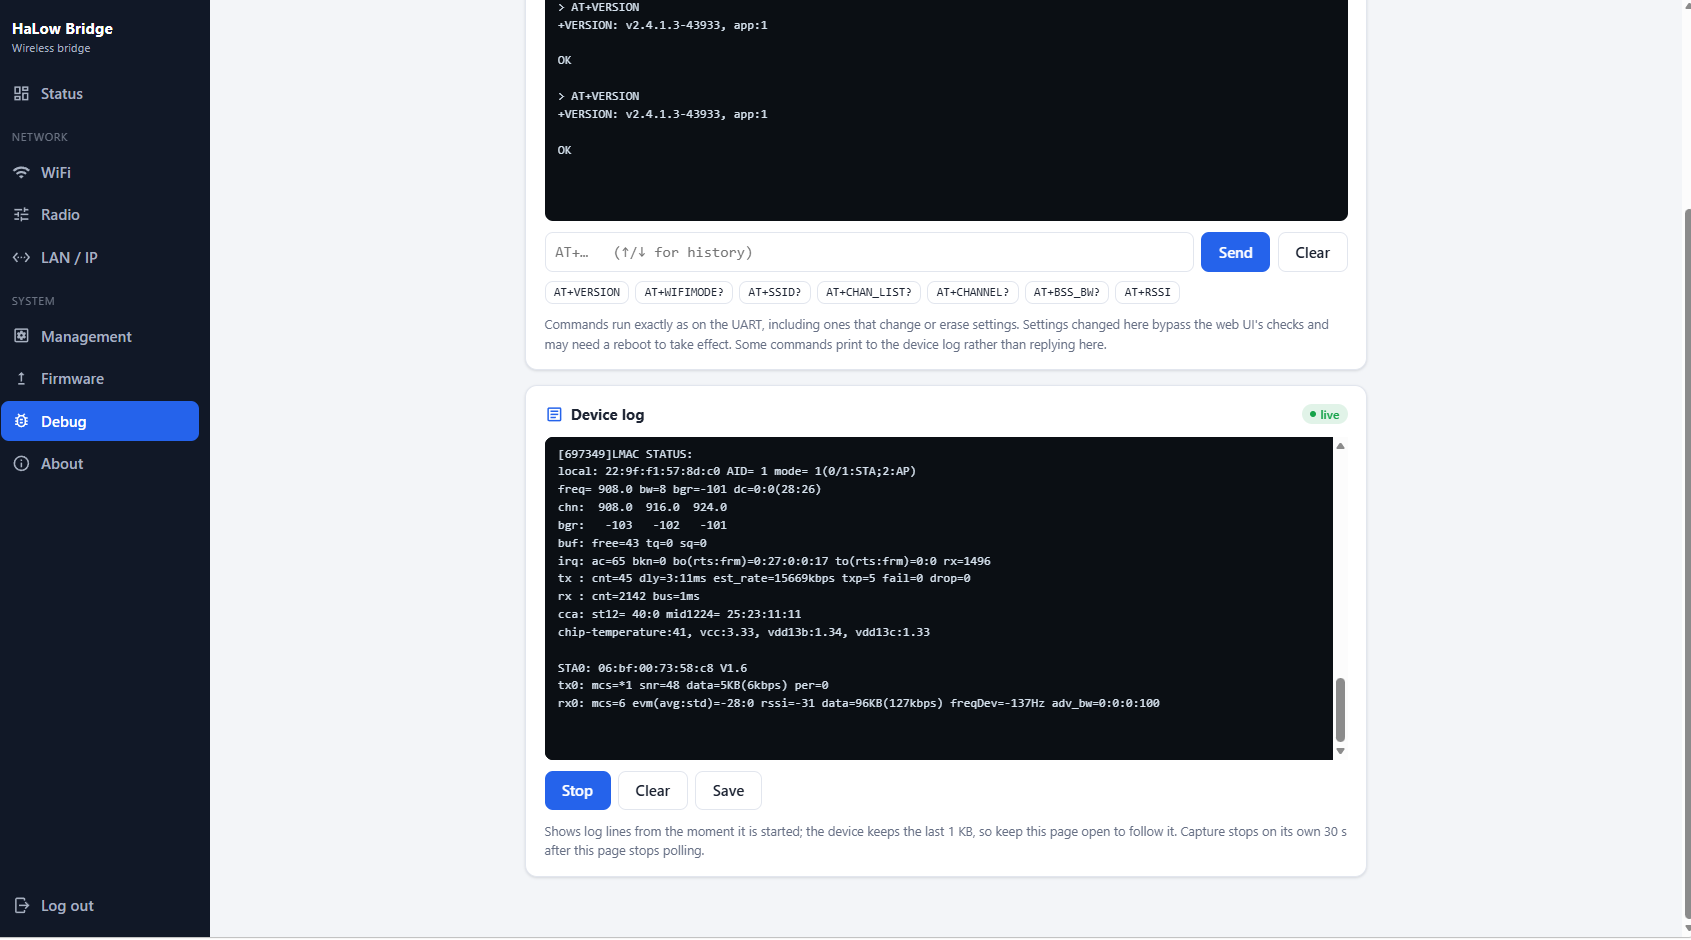 HaLow Bridge
Wireless bridge
Status
NETWORK
WiFi
Radio
LAN / IP
SYSTEM
Management
Firmware
Debug
About
Log out
> AT+VERSION
+VERSION: v2.4.1.3-43933, app:1
OK
> AT+VERSION
+VERSION: v2.4.1.3-43933, app:1
OK
AT+… (↑/↓ for history)
Send
Clear
AT+VERSION
AT+WIFIMODE?
AT+SSID?
AT+CHAN_LIST?
AT+CHANNEL?
AT+BSS_BW?
AT+RSSI
Commands run exactly as on the UART, including ones that change or erase settings. Settings changed here bypass the web UI's checks and
may need a reboot to take effect. Some commands print to the device log rather than replying here.
Device log
live
[697349]LMAC STATUS:
local: 22:9f:f1:57:8d:c0 AID= 1 mode= 1(0/1:STA;2:AP)
freq= 908.0 bw=8 bgr=-101 dc=0:0(28:26)
chn:  908.0  916.0  924.0
bgr:   -103   -102   -101
buf: free=43 tq=0 sq=0
irq: ac=65 bkn=0 bo(rts:frm)=0:27:0:0:17 to(rts:frm)=0:0 rx=1496
tx : cnt=45 dly=3:11ms est_rate=15669kbps txp=5 fail=0 drop=0
rx : cnt=2142 bus=1ms
cca: st12= 40:0 mid1224= 25:23:11:11
chip-temperature:41, vcc:3.33, vdd13b:1.34, vdd13c:1.33
STA0: 06:bf:00:73:58:c8 V1.6
tx0: mcs=*1 snr=48 data=5KB(6kbps) per=0
rx0: mcs=6 evm(avg:std)=-28:0 rssi=-31 data=96KB(127kbps) freqDev=-137Hz adv_bw=0:0:0:100
Stop
Clear
Save
Shows log lines from the moment it is started; the device keeps the last 1 KB, so keep this page open to follow it. Capture stops on its own 30 s
after this page stops polling.